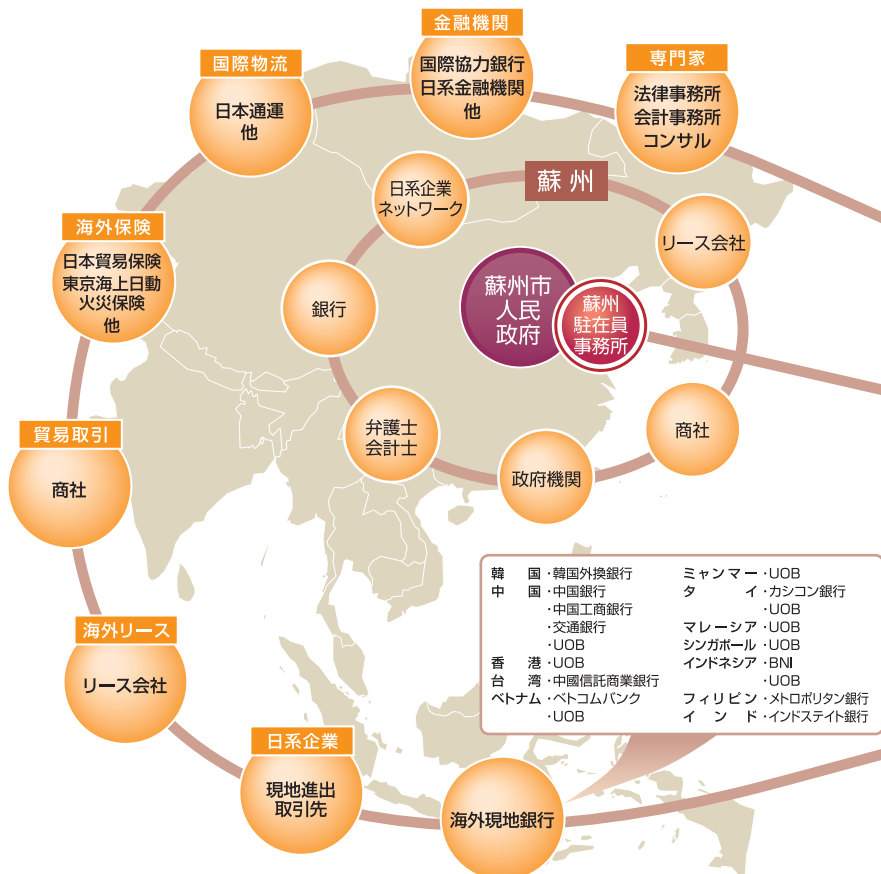 金融機関
国際協力銀行
日系金融機関
他
国際物流
日本通運
他
専門家
法律事務所
会計事務所
コンサル
海外保険
日本貿易保険
東京海上日動
火災保険
他
日系企業
ネットワーク
蘇州
リース会社
銀行
蘇州市
人民
政府
蘇州
駐在員
事務所
弁護士
会計士
政府機関
商社
貿易取引
商社
海外リース
リース会社
日系企業
現地進出
取引先
海外現地銀行
韓国・韓国外換銀行
中国・中国銀行
・中国工商銀行
・交通銀行
・UOB
香港・UOB
台湾・中國信託商業銀行
ベトナム・ベトコムバンク
・UOB
ミャンマー・UOB
タイ・カシコン銀行
・UOB
マレーシア・UOB
シンガポール・UOB
インドネシア・BNI
・UOB
フィリピン・メトロポリタン銀行
インド・インドステイト銀行